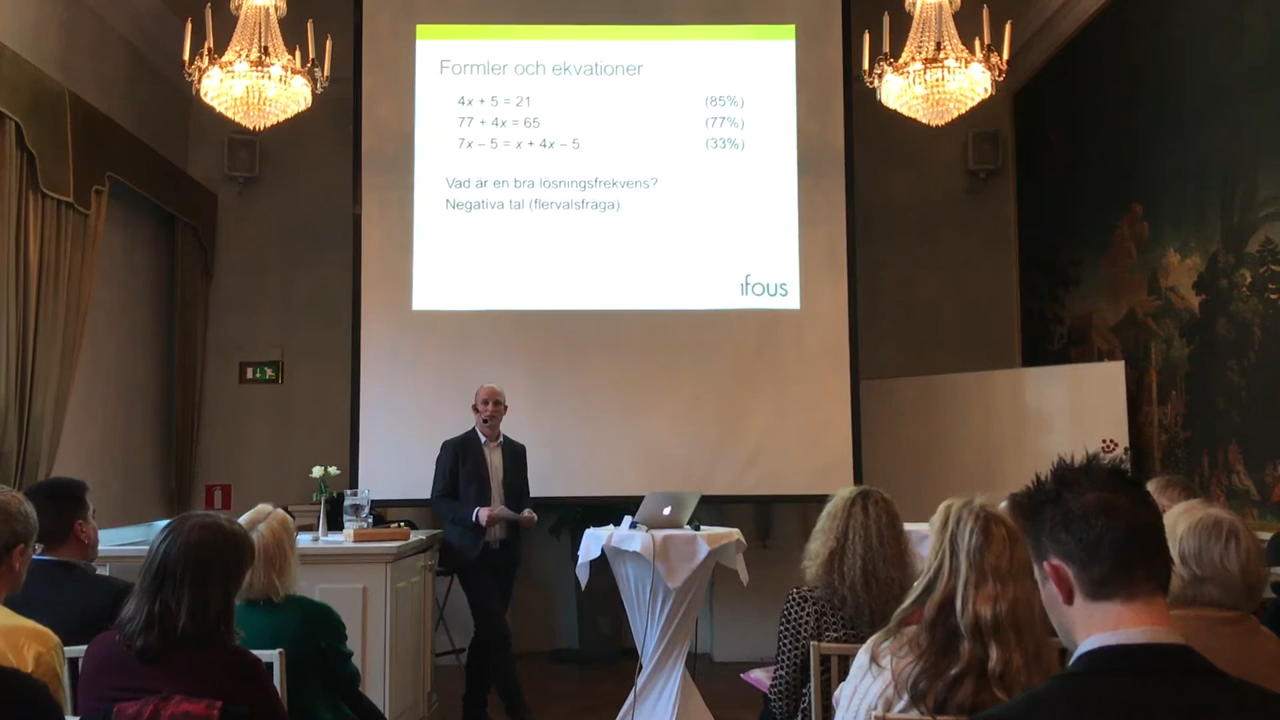 Formler och ekvationer
4x + 5 = 21 (85%)
77 + 4x = 65 (77%)
7x – 5 = x + 4x – 5 (33%)
Vad är en bra lösningsfrekvens?
Negativa tal (flervalsfråga)
ifous